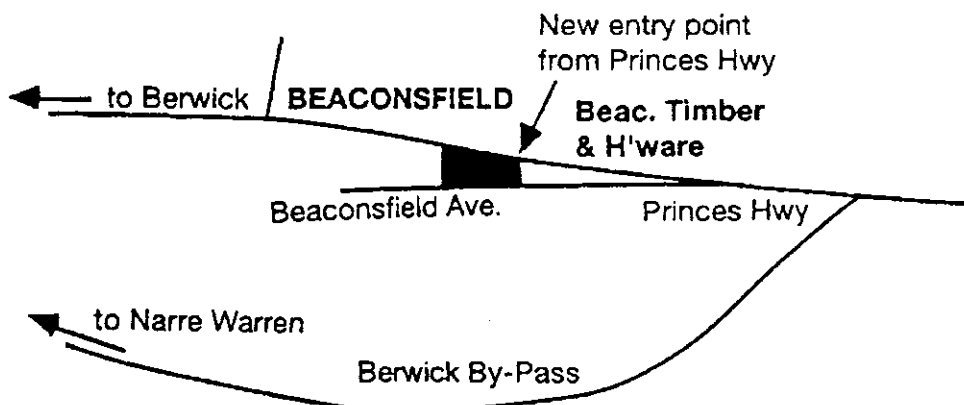 New entry point
from Princes Hwy
to Berwick
BEACONSFIELD
Beac. Timber
& H'ware
Beaconsfield Ave.
Princes Hwy
to Narre Warren
Berwick By-Pass